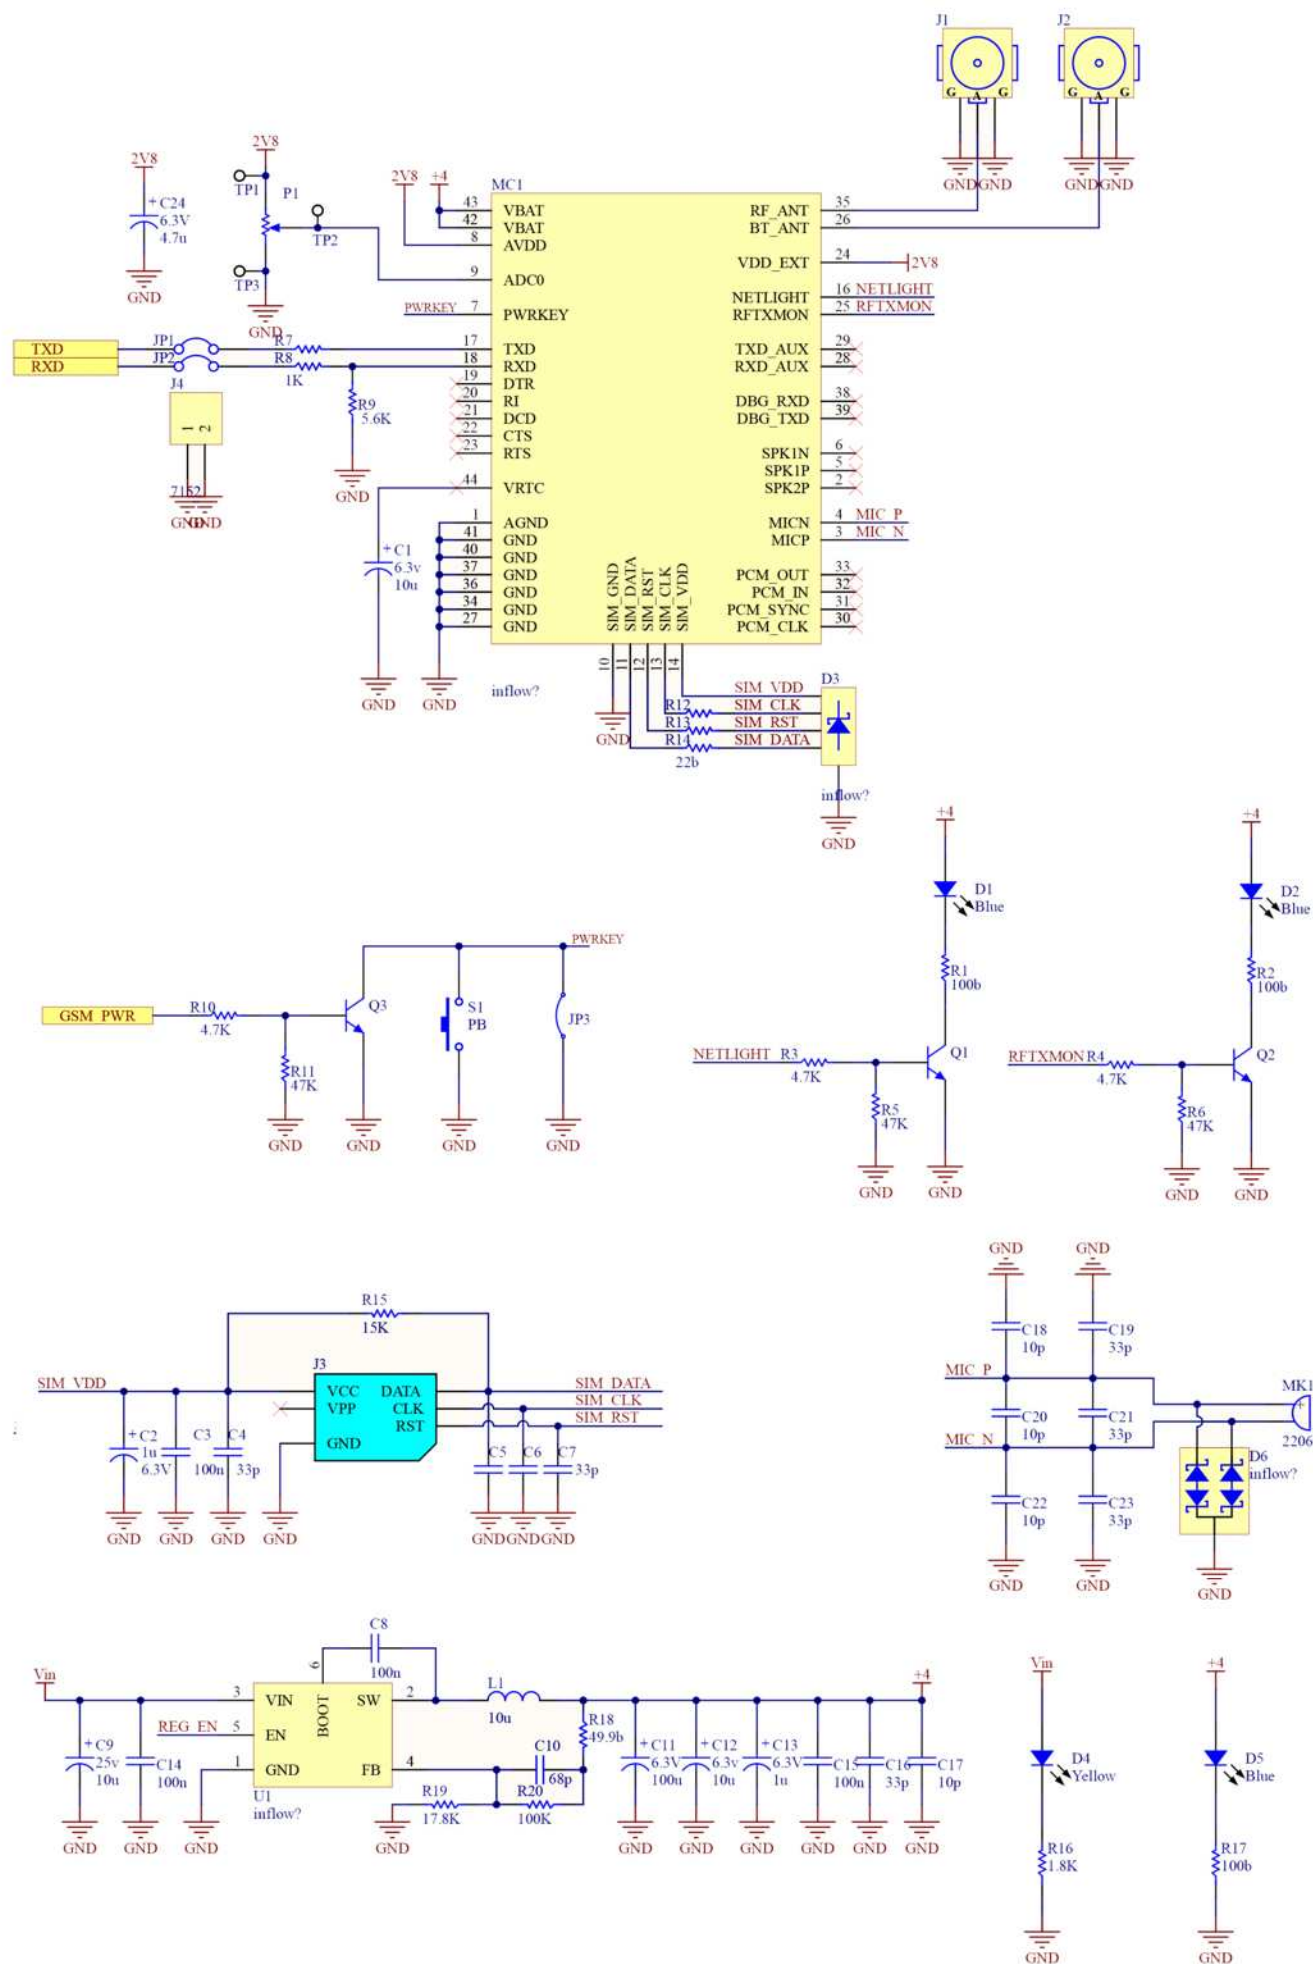 J1
J2
G A G
G A G
GND GND
GND GND
2V8
C24
6.3V
4.7u
GND
2V8
TP1
P1
TP2
TP3
GND
2V8
+4
MC1
43 VBAT
42 VBAT
8 AVDD
9 ADC0
PWRKEY 7 PWRKEY
TXD
RXD
JP1
JP2
R7
R8
1K
R9
5.6K
GND
J4
1
2
7152
GND GND
17 TXD
18 RXD
19 DTR
20 RI
21 DCD
22 CTS
23 RTS
44 VRTC
1 AGND
41 GND
40 GND
37 GND
36 GND
34 GND
27 GND
C1
6.3v
10u
GND
GND
inflow?
RF_ANT 35
BT_ANT 26
VDD_EXT 24 2V8
NETLIGHT 16 NETLIGHT
RFTXMON 25 RFTXMON
TXD_AUX 29
RXD_AUX 28
DBG_RXD 38
DBG_TXD 39
SPK1N 6
SPK1P 5
SPK2P 2
MICN 4 MIC_P
MICP 3 MIC_N
PCM_OUT 33
PCM_IN 32
PCM_SYNC 31
PCM_CLK 30
SIM_GND 10
SIM_DATA 11
SIM_RST 12
SIM_CLK 13
SIM_VDD 14
GND
SIM_VDD
R12 SIM_CLK
R13 SIM_RST
R14 SIM_DATA
22b
D3
inflow?
GND
GSM_PWR
R10
4.7K
R11
47K
GND
Q3
GND
S1
PB
GND
PWRKEY
JP3
GND
+4
D1
Blue
R1
100b
NETLIGHT R3
4.7K
Q1
R5
47K
GND
GND
+4
D2
Blue
R2
100b
RFTXMON R4
4.7K
Q2
R6
47K
GND
GND
R15
15K
SIM_VDD
J3
VCC DATA
VPP CLK
RST
GND
SIM_DATA
SIM_CLK
SIM_RST
C2
1u
6.3V
C3
100n
C4
33p
C5
C6
C7
33p
GND
GND
GND
GND
GND GND GND
GND
GND
C18
10p
C19
33p
MIC_P
C20
10p
C21
33p
MIC_N
C22
10p
C23
33p
GND
GND
MK1
+
2206
D6
inflow?
GND
Vin
C9
25v
10u
C14
100n
REG_EN
GND
GND
GND
C8
100n
6 BOOT
3 VIN
5 EN
1 GND
SW 2
FB 4
U1
inflow?
L1
10u
R18
49.9b
C10
68p
R19
17.8K
R20
100K
GND
+4
C11
6.3V
100u
C12
6.3v
10u
C13
6.3V
1u
C15
100n
C16
33p
C17
10p
GND
GND
GND
GND
GND
GND
Vin
D4
Yellow
R16
1.8K
GND
+4
D5
Blue
R17
100b
GND